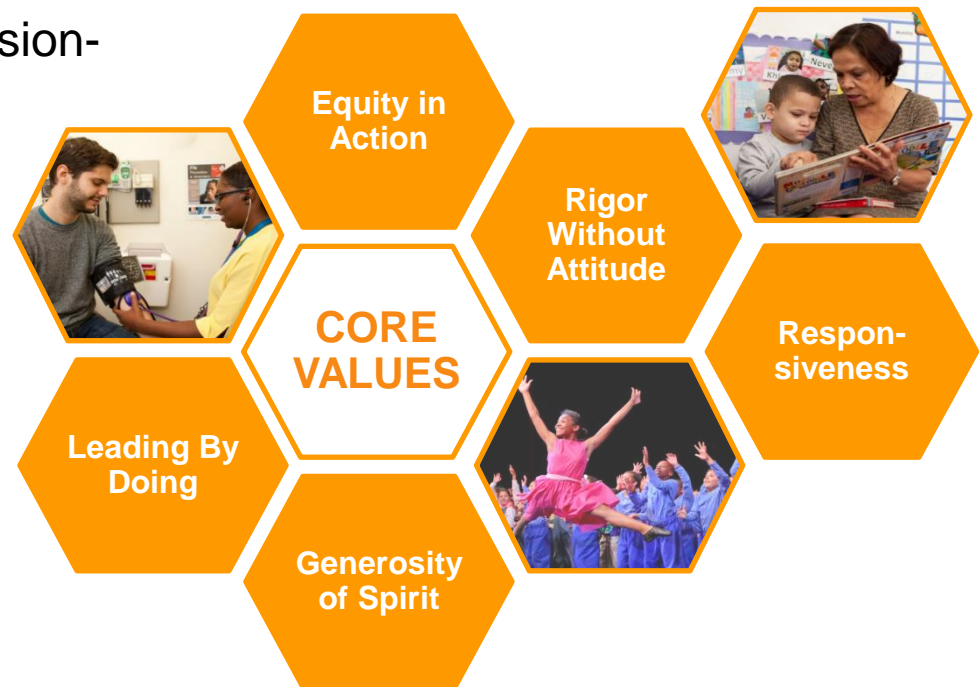 sion-
Equity in
Action
Rigor
Without
Attitude
CORE
VALUES
Respon-
siveness
Leading By
Doing
Generosity
of Spirit